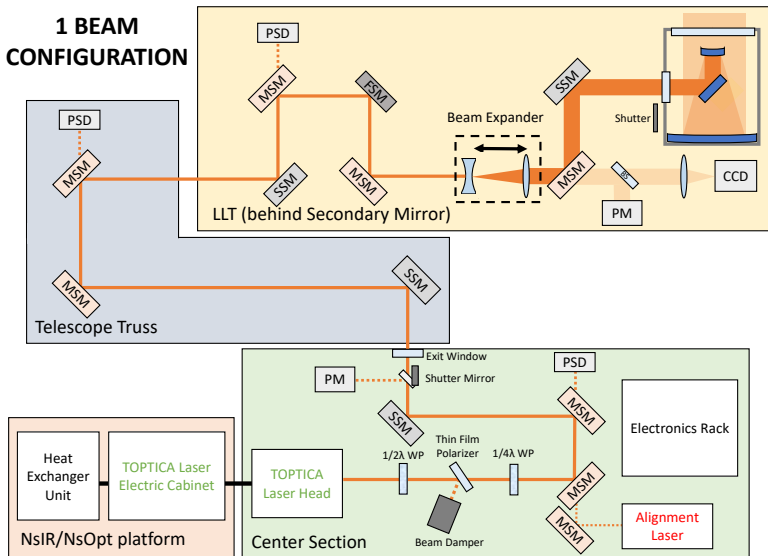 1 BEAM
CONFIGURATION
PSD
MSM
FSM
SSM
MSM
Beam Expander
SSM
MSM
Shutter
BS
PM
CCD
LLT (behind Secondary Mirror)
PSD
MSM
MSM
SSM
Telescope Truss
Exit Window
PM
Shutter Mirror
SSM
PSD
MSM
Electronics Rack
1/2λ WP
Thin Film
Polarizer
1/4λ WP
MSM
MSM
Alignment
Laser
Beam Damper
TOPTICA
Laser Head
Center Section
Heat
Exchanger
Unit
TOPTICA Laser
Electric Cabinet
NsIR/NsOpt platform